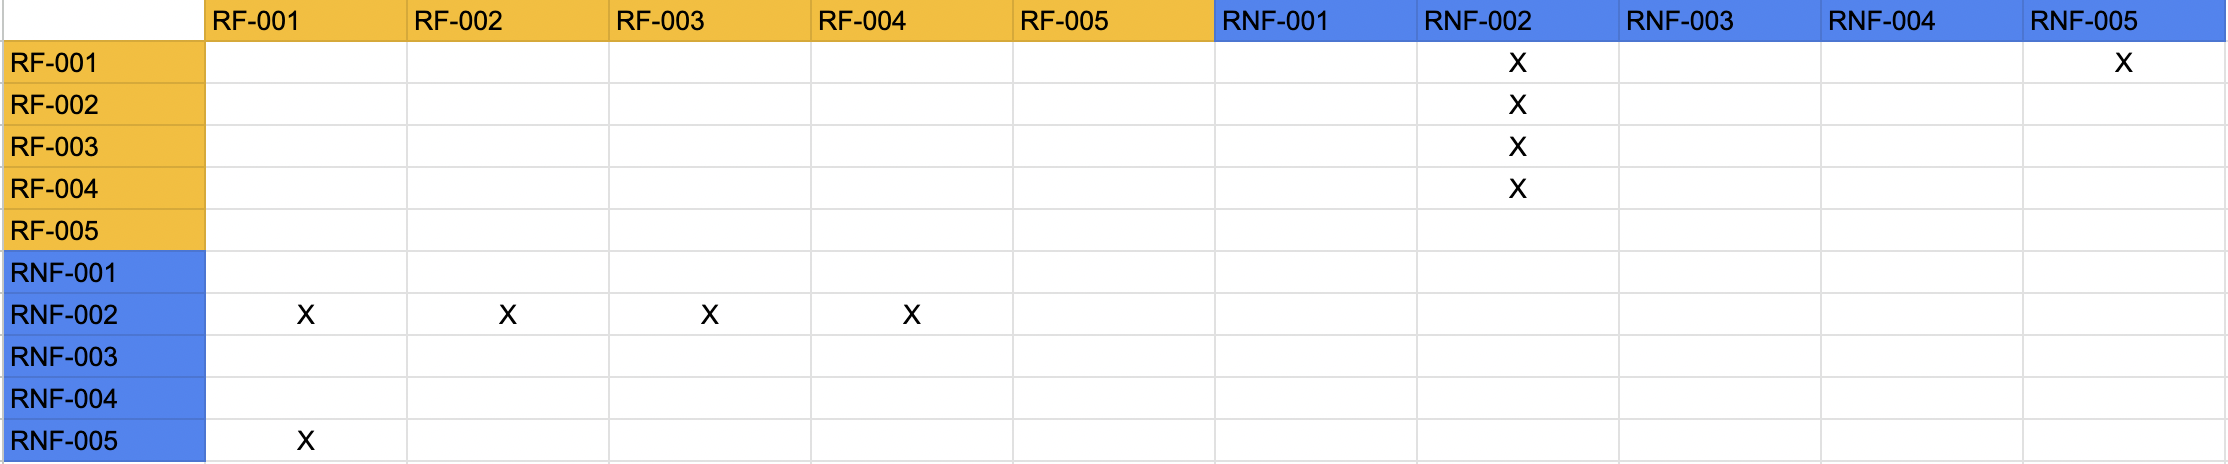 RF-001 RF-002 RF-003 RF-004 RF-005 RNF-001 RNF-002 RNF-003 RNF-004 RNF-005
RF-001 X X
RF-002 X
RF-003 X
RF-004 X
RF-005
RNF-001
RNF-002 X X X X
RNF-003
RNF-004
RNF-005 X